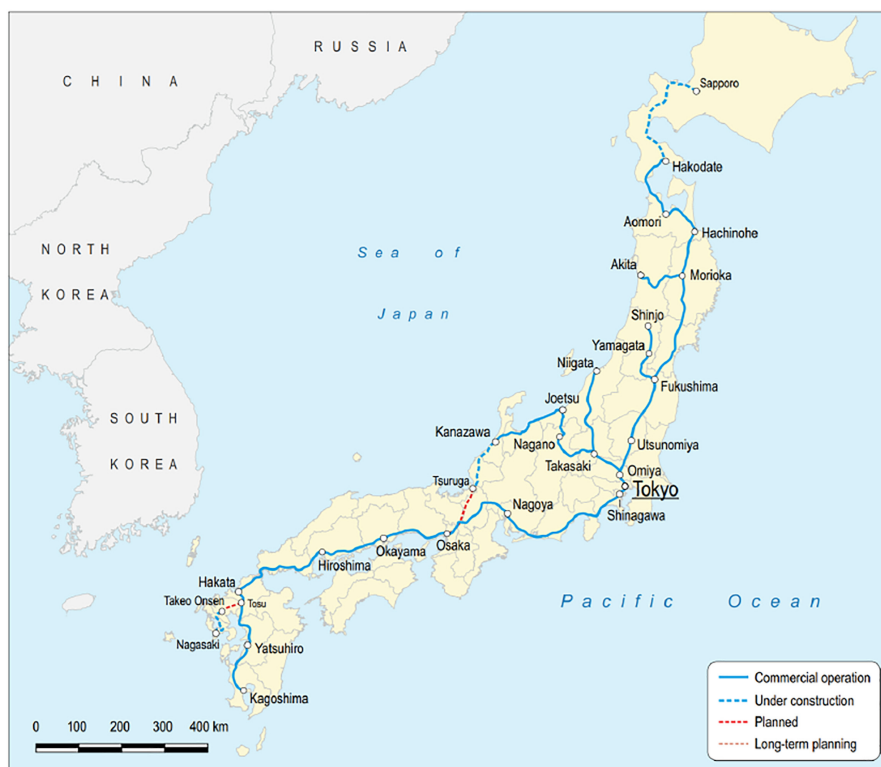 RUSSIA
CHINA
Sapporo
Hakodate
Aomori
Hachinohe
NORTH
KOREA
Sea of
Japan
Akita
Morioka
Shinjo
Yamagata
Niigata
Fukushima
Joetsu
SOUTH
KOREA
Kanazawa
Nagano
Utsunomiya
Takasaki
Omiya
Tsuruga
Tokyo
Nagoya
Shinagawa
Osaka
Okayama
Hiroshima
Hakata
Takeo Onsen
Tosu
Pacific Ocean
Nagasaki
Yatsuhiro
Kagoshima
Commercial operation
Under construction
Planned
Long-term planning
0 100 200 300 400 km